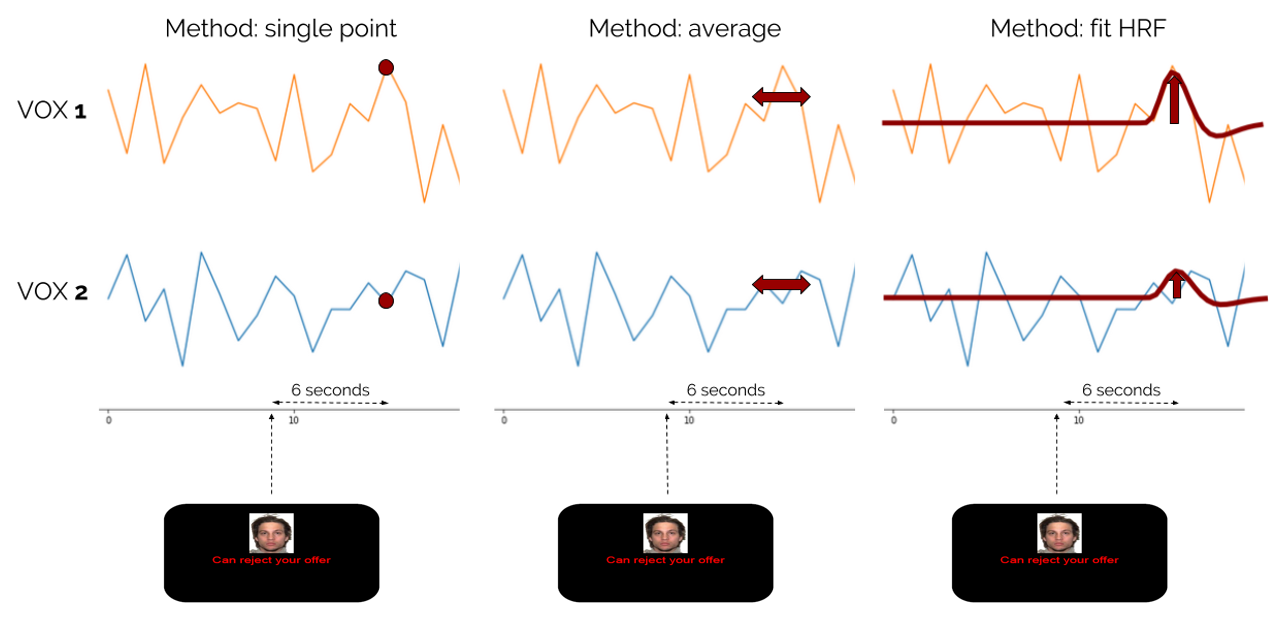 Method: single point
Method: average
Method: fit HRF
VOX 1
VOX 2
6 seconds
6 seconds
6 seconds
0
10
0
10
0
10
Can reject your offer
Can reject your offer
Can reject your offer